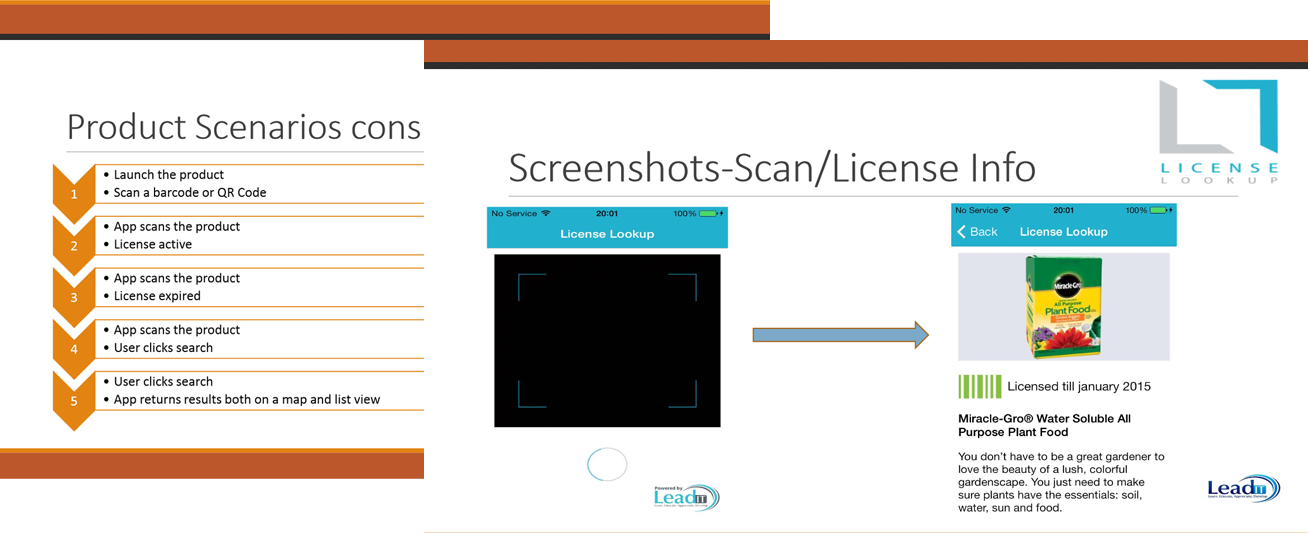 Product Scenarios cons
1
• Launch the product
• Scan a barcode or QR Code
2
• App scans the product
• License active
3
• App scans the product
• License expired
4
• App scans the product
• User clicks search
5
• User clicks search
• App returns results both on a map and list view
LICENSE
LOOKUP
Screenshots-Scan/License Info
No Service 20:01 100%
License Lookup
Powered by
LeadIT
No Service 20:01 100%
Back License Lookup
Miracle-Gro
All Purpose
Plant Food
Licensed till january 2015
Miracle-Gro® Water Soluble All
Purpose Plant Food
You don't have to be a great gardener to
love the beauty of a lush, colorful
gardenscape. You just need to make
sure plants have the essentials: soil,
water, sun and food.
LeadIT